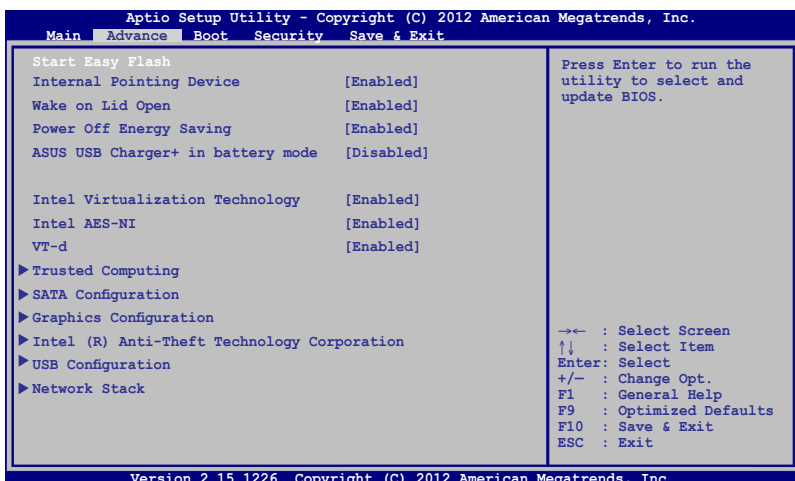 Aptio Setup Utility - Copyright (C) 2012 American Megatrends, Inc.
Main Advance Boot Security Save & Exit
Start Easy Flash
Internal Pointing Device [Enabled]
Wake on Lid Open [Enabled]
Power Off Energy Saving [Enabled]
ASUS USB Charger+ in battery mode [Disabled]
Intel Virtualization Technology [Enabled]
Intel AES-NI [Enabled]
VT-d [Enabled]
Trusted Computing
SATA Configuration
Graphics Configuration
Intel (R) Anti-Theft Technology Corporation
USB Configuration
Network Stack
Press Enter to run the
utility to select and
update BIOS.
→← : Select Screen
↑↓ : Select Item
Enter: Select
+/— : Change Opt.
F1 : General Help
F9 : Optimized Defaults
F10 : Save & Exit
ESC : Exit
Version 2.15.1226. Copyright (C) 2012 American Megatrends, Inc.